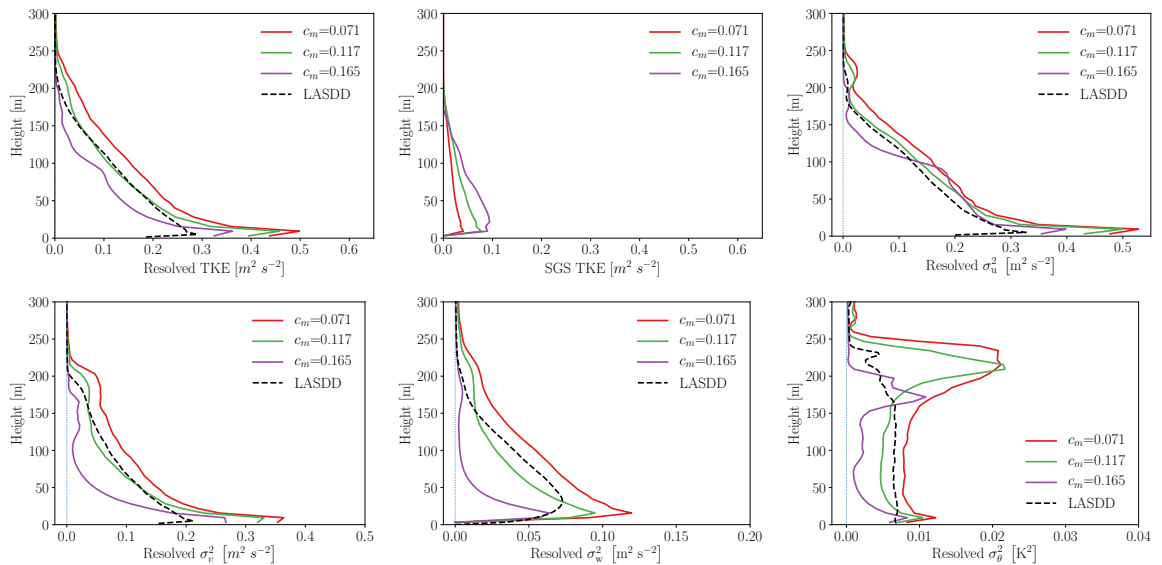 300
250
200
150
100
50
0
Height [m]
0.0 0.1 0.2 0.3 0.4 0.5 0.6
Resolved TKE [m² s⁻²]
c_m=0.071
c_m=0.117
c_m=0.165
LASDD
300
250
200
150
100
50
0
Height [m]
0.0 0.1 0.2 0.3 0.4 0.5 0.6
SGS TKE [m² s⁻²]
c_m=0.071
c_m=0.117
c_m=0.165
LASDD
300
250
200
150
100
50
0
Height [m]
0.0 0.1 0.2 0.3 0.4 0.5
Resolved σ_u² [m² s⁻²]
c_m=0.071
c_m=0.117
c_m=0.165
LASDD
300
250
200
150
100
50
0
Height [m]
0.0 0.1 0.2 0.3 0.4 0.5
Resolved σ_v² [m² s⁻²]
c_m=0.071
c_m=0.117
c_m=0.165
LASDD
300
250
200
150
100
50
0
Height [m]
0.00 0.05 0.10 0.15 0.20
Resolved σ_w² [m² s⁻²]
c_m=0.071
c_m=0.117
c_m=0.165
LASDD
300
250
200
150
100
50
0
Height [m]
0.00 0.01 0.02 0.03 0.04
Resolved σ_θ² [K²]
c_m=0.071
c_m=0.117
c_m=0.165
LASDD